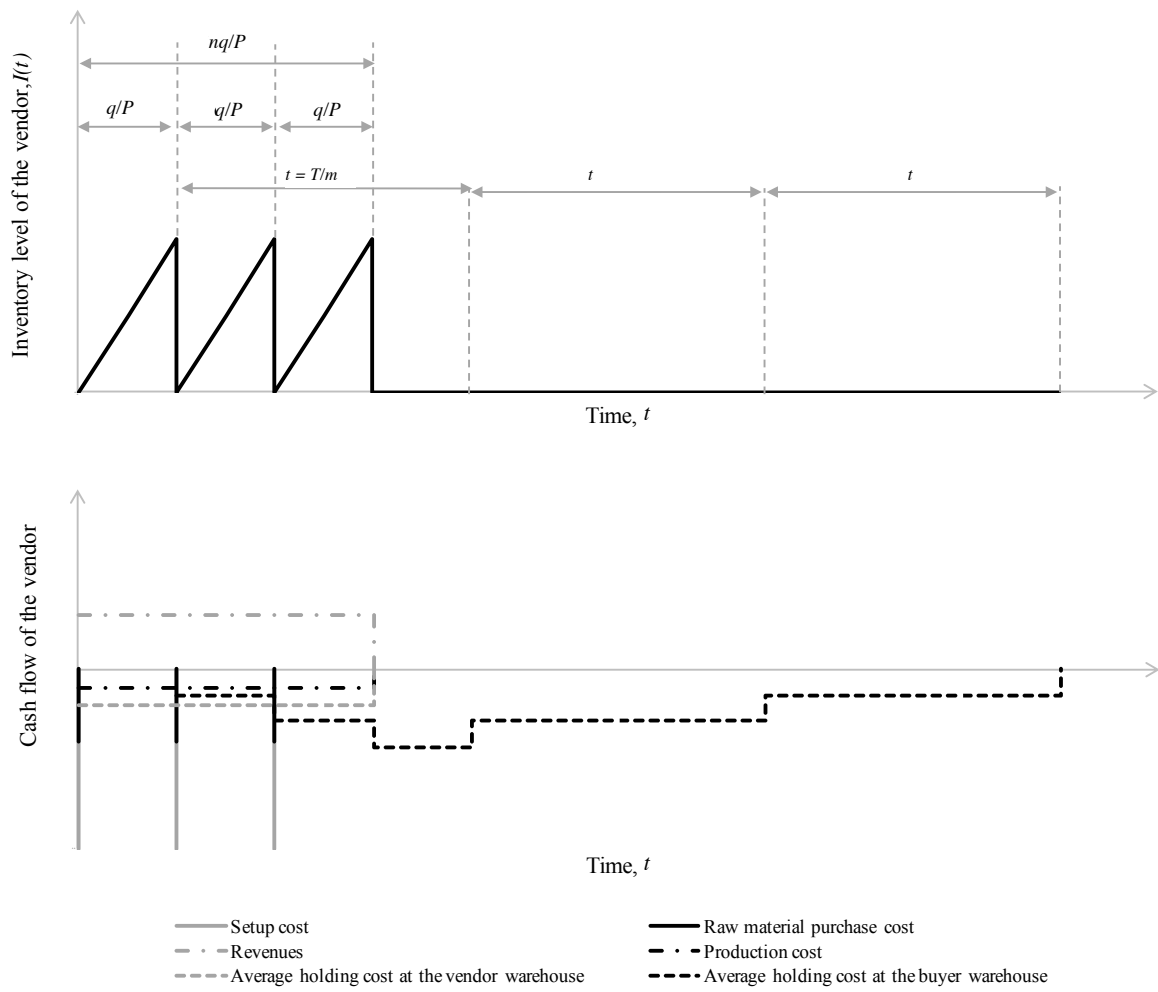 Inventory level of the vendor,I(t)
nq/P
q/P
q/P
q/P
t = T/m
t
t
Time, t
Cash flow of the vendor
Time, t
Setup cost
Raw material purchase cost
Revenues
Production cost
Average holding cost at the vendor warehouse
Average holding cost at the buyer warehouse